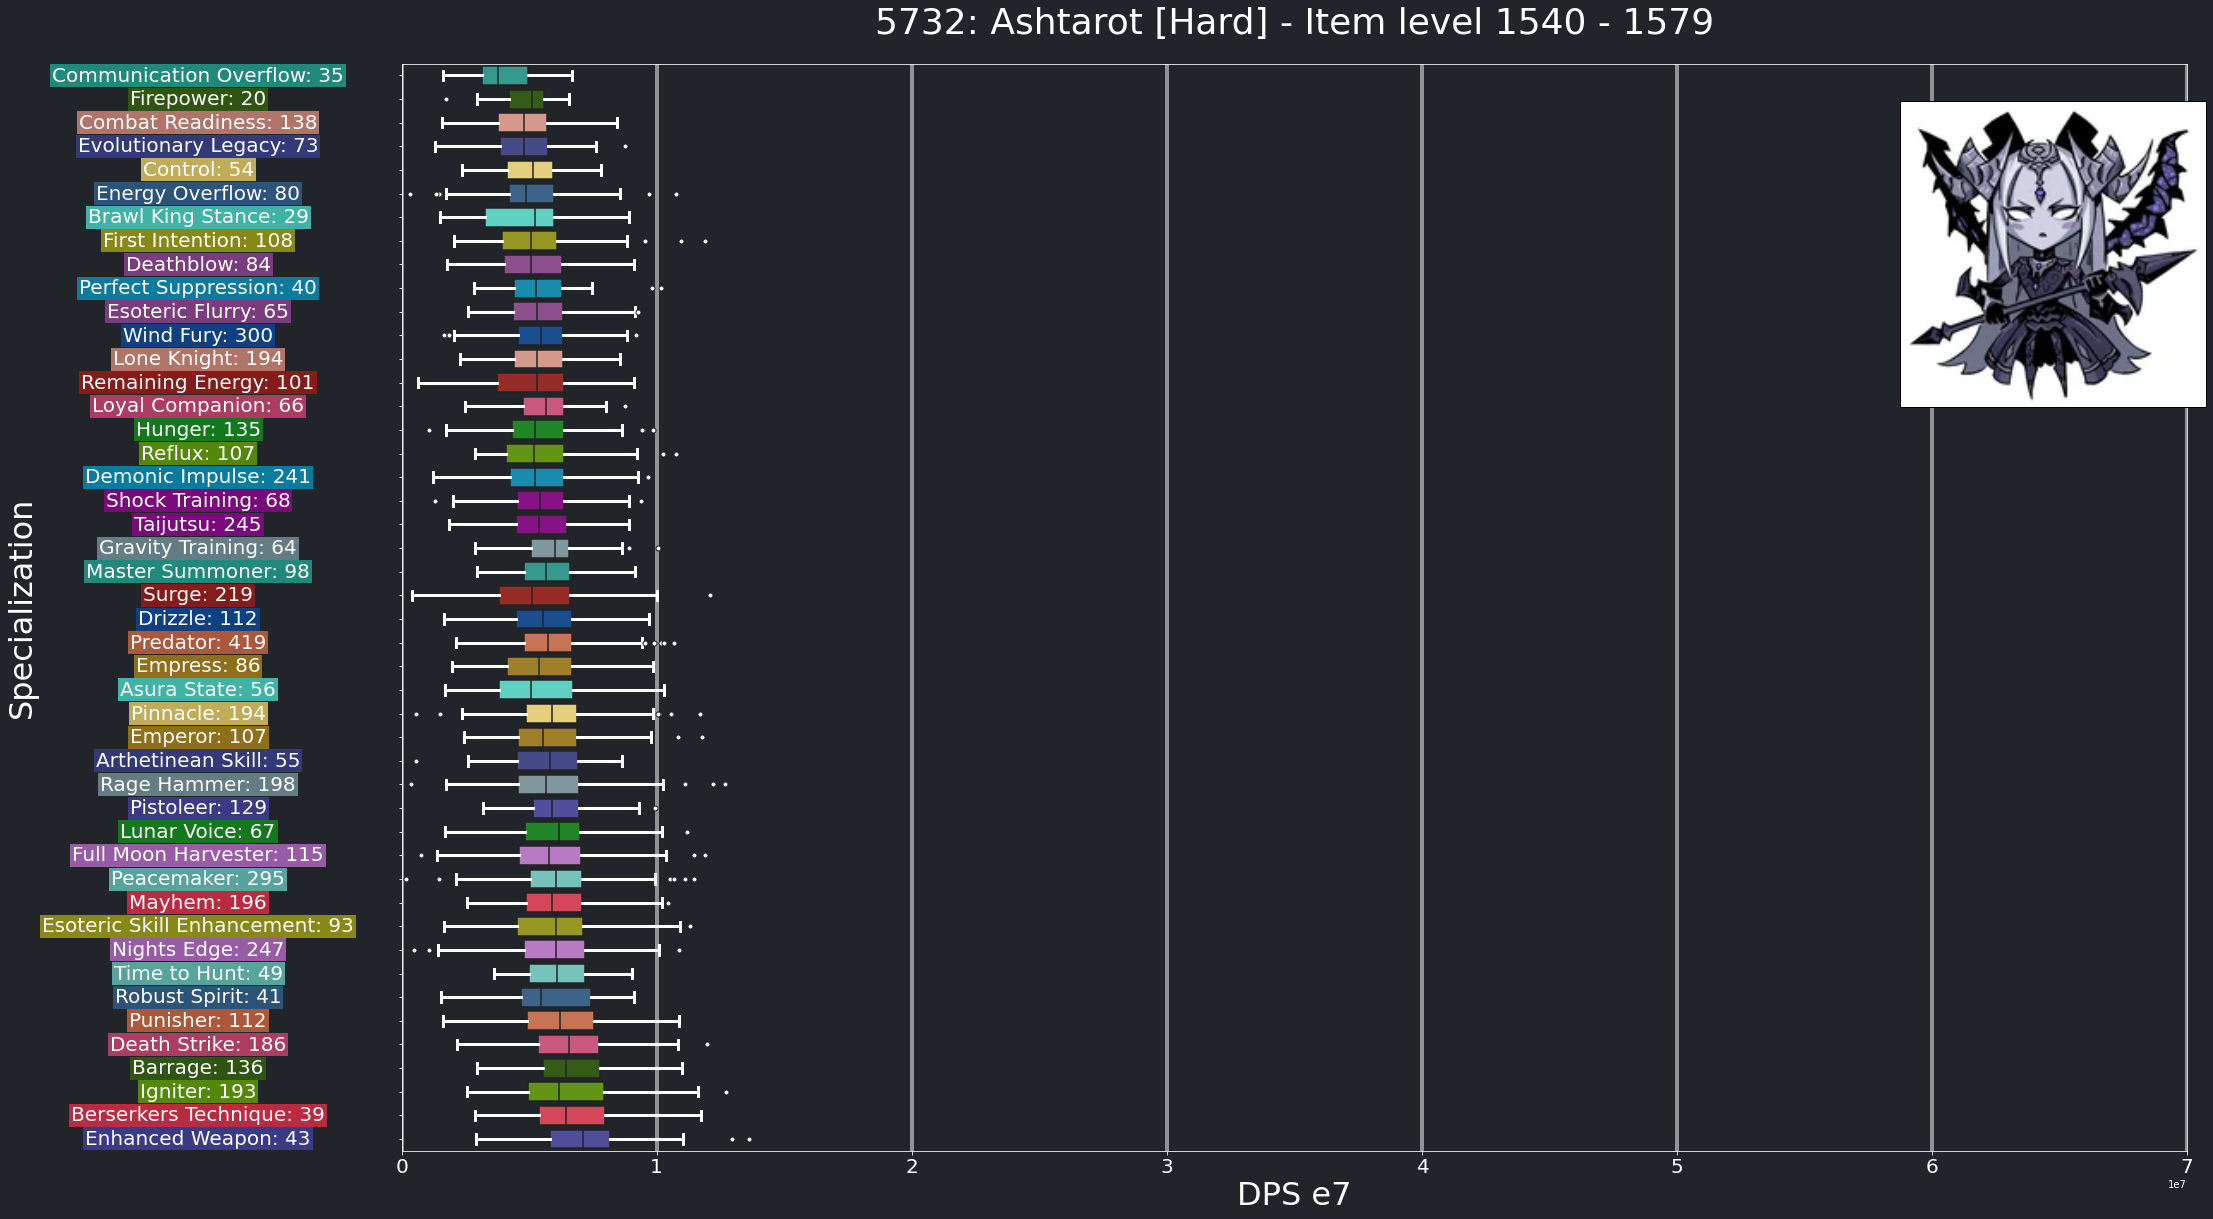 5732: Ashtarot [Hard] - Item level 1540 - 1579
Communication Overflow: 35
Firepower: 20
Combat Readiness: 138
Evolutionary Legacy: 73
Control: 54
Energy Overflow: 80
Brawl King Stance: 29
First Intention: 108
Deathblow: 84
Perfect Suppression: 40
Esoteric Flurry: 65
Wind Fury: 300
Lone Knight: 194
Remaining Energy: 101
Loyal Companion: 66
Hunger: 135
Reflux: 107
Demonic Impulse: 241
Shock Training: 68
Taijutsu: 245
Gravity Training: 64
Master Summoner: 98
Surge: 219
Drizzle: 112
Predator: 419
Empress: 86
Asura State: 56
Pinnacle: 194
Emperor: 107
Arthetinean Skill: 55
Rage Hammer: 198
Pistoleer: 129
Lunar Voice: 67
Full Moon Harvester: 115
Peacemaker: 295
Mayhem: 196
Esoteric Skill Enhancement: 93
Nights Edge: 247
Time to Hunt: 49
Robust Spirit: 41
Punisher: 112
Death Strike: 186
Barrage: 136
Igniter: 193
Berserkers Technique: 39
Enhanced Weapon: 43
Specialization
0 1 2 3 4 5 6 7
1e7
DPS e7